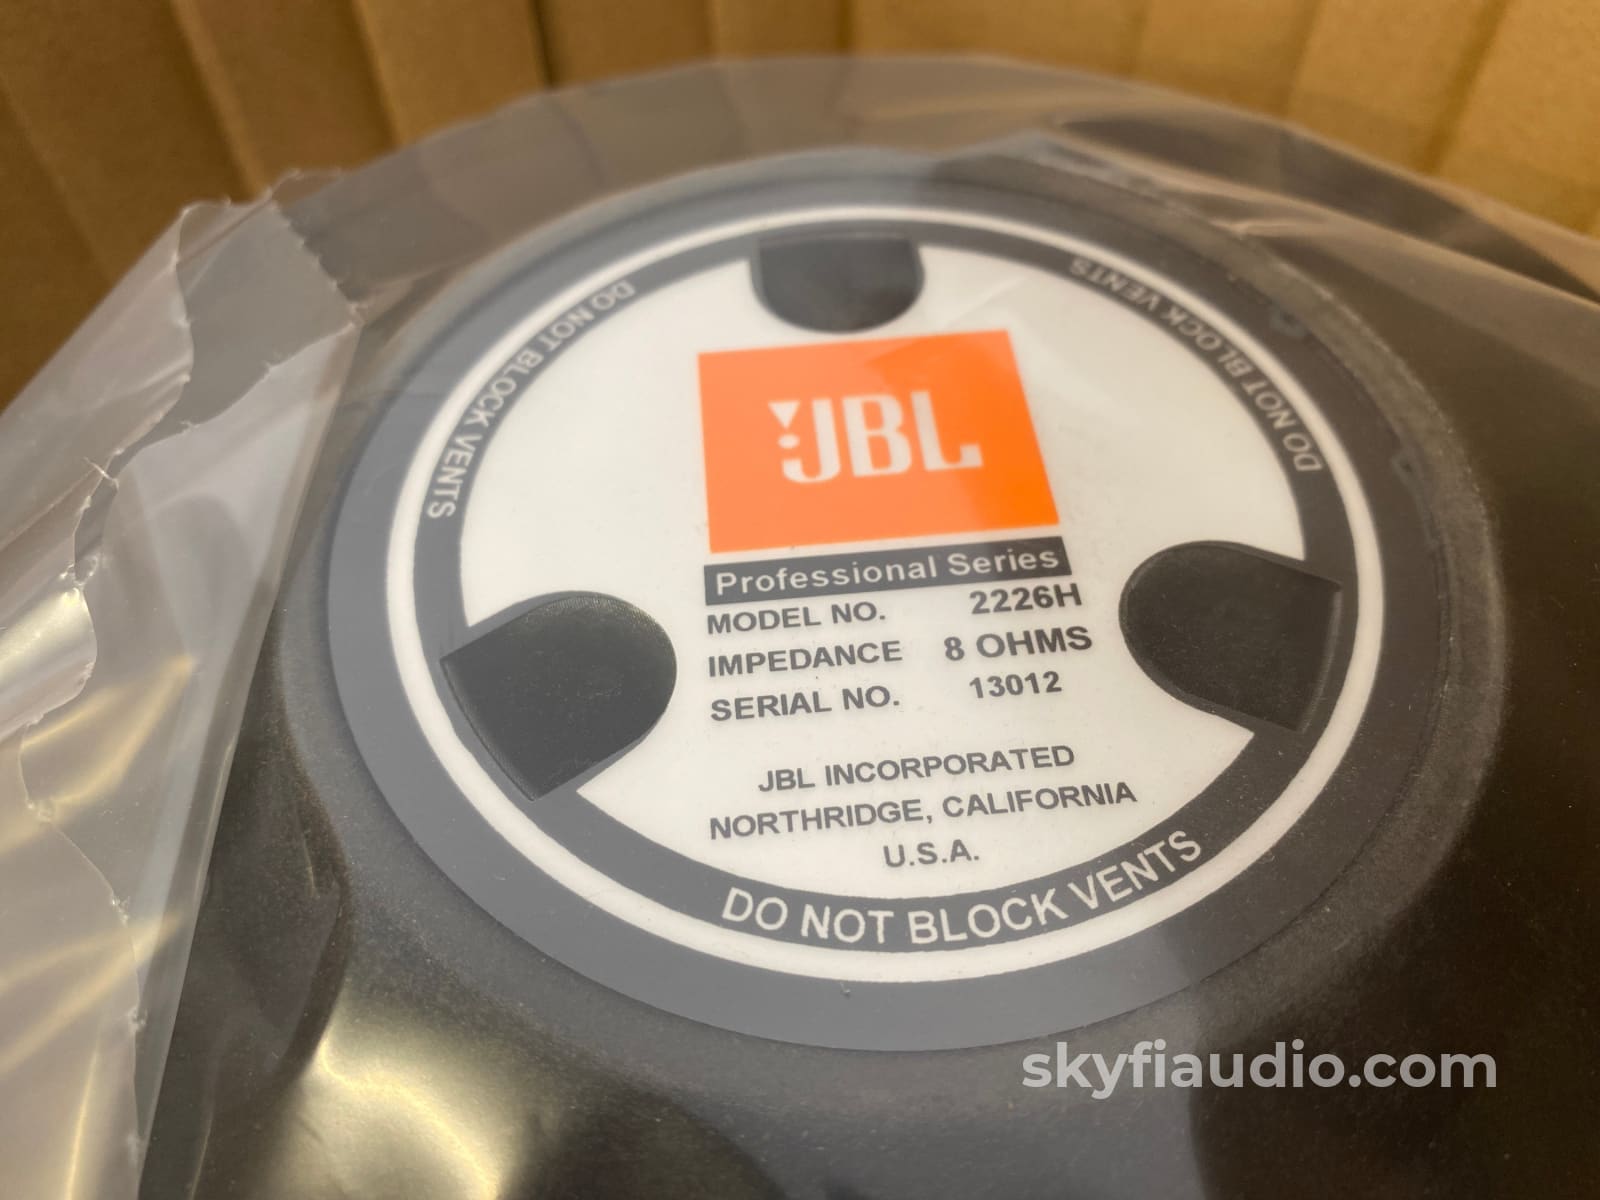 DO NOT BLOCK VENTS
DO NOT BLOCK VENTS
JBL
Professional Series
MODEL NO. 2226H
IMPEDANCE 8 OHMS
SERIAL NO. 13012
JBL INCORPORATED
NORTHRIDGE, CALIFORNIA
U.S.A.
DO NOT BLOCK VENTS
skyfiaudio.com